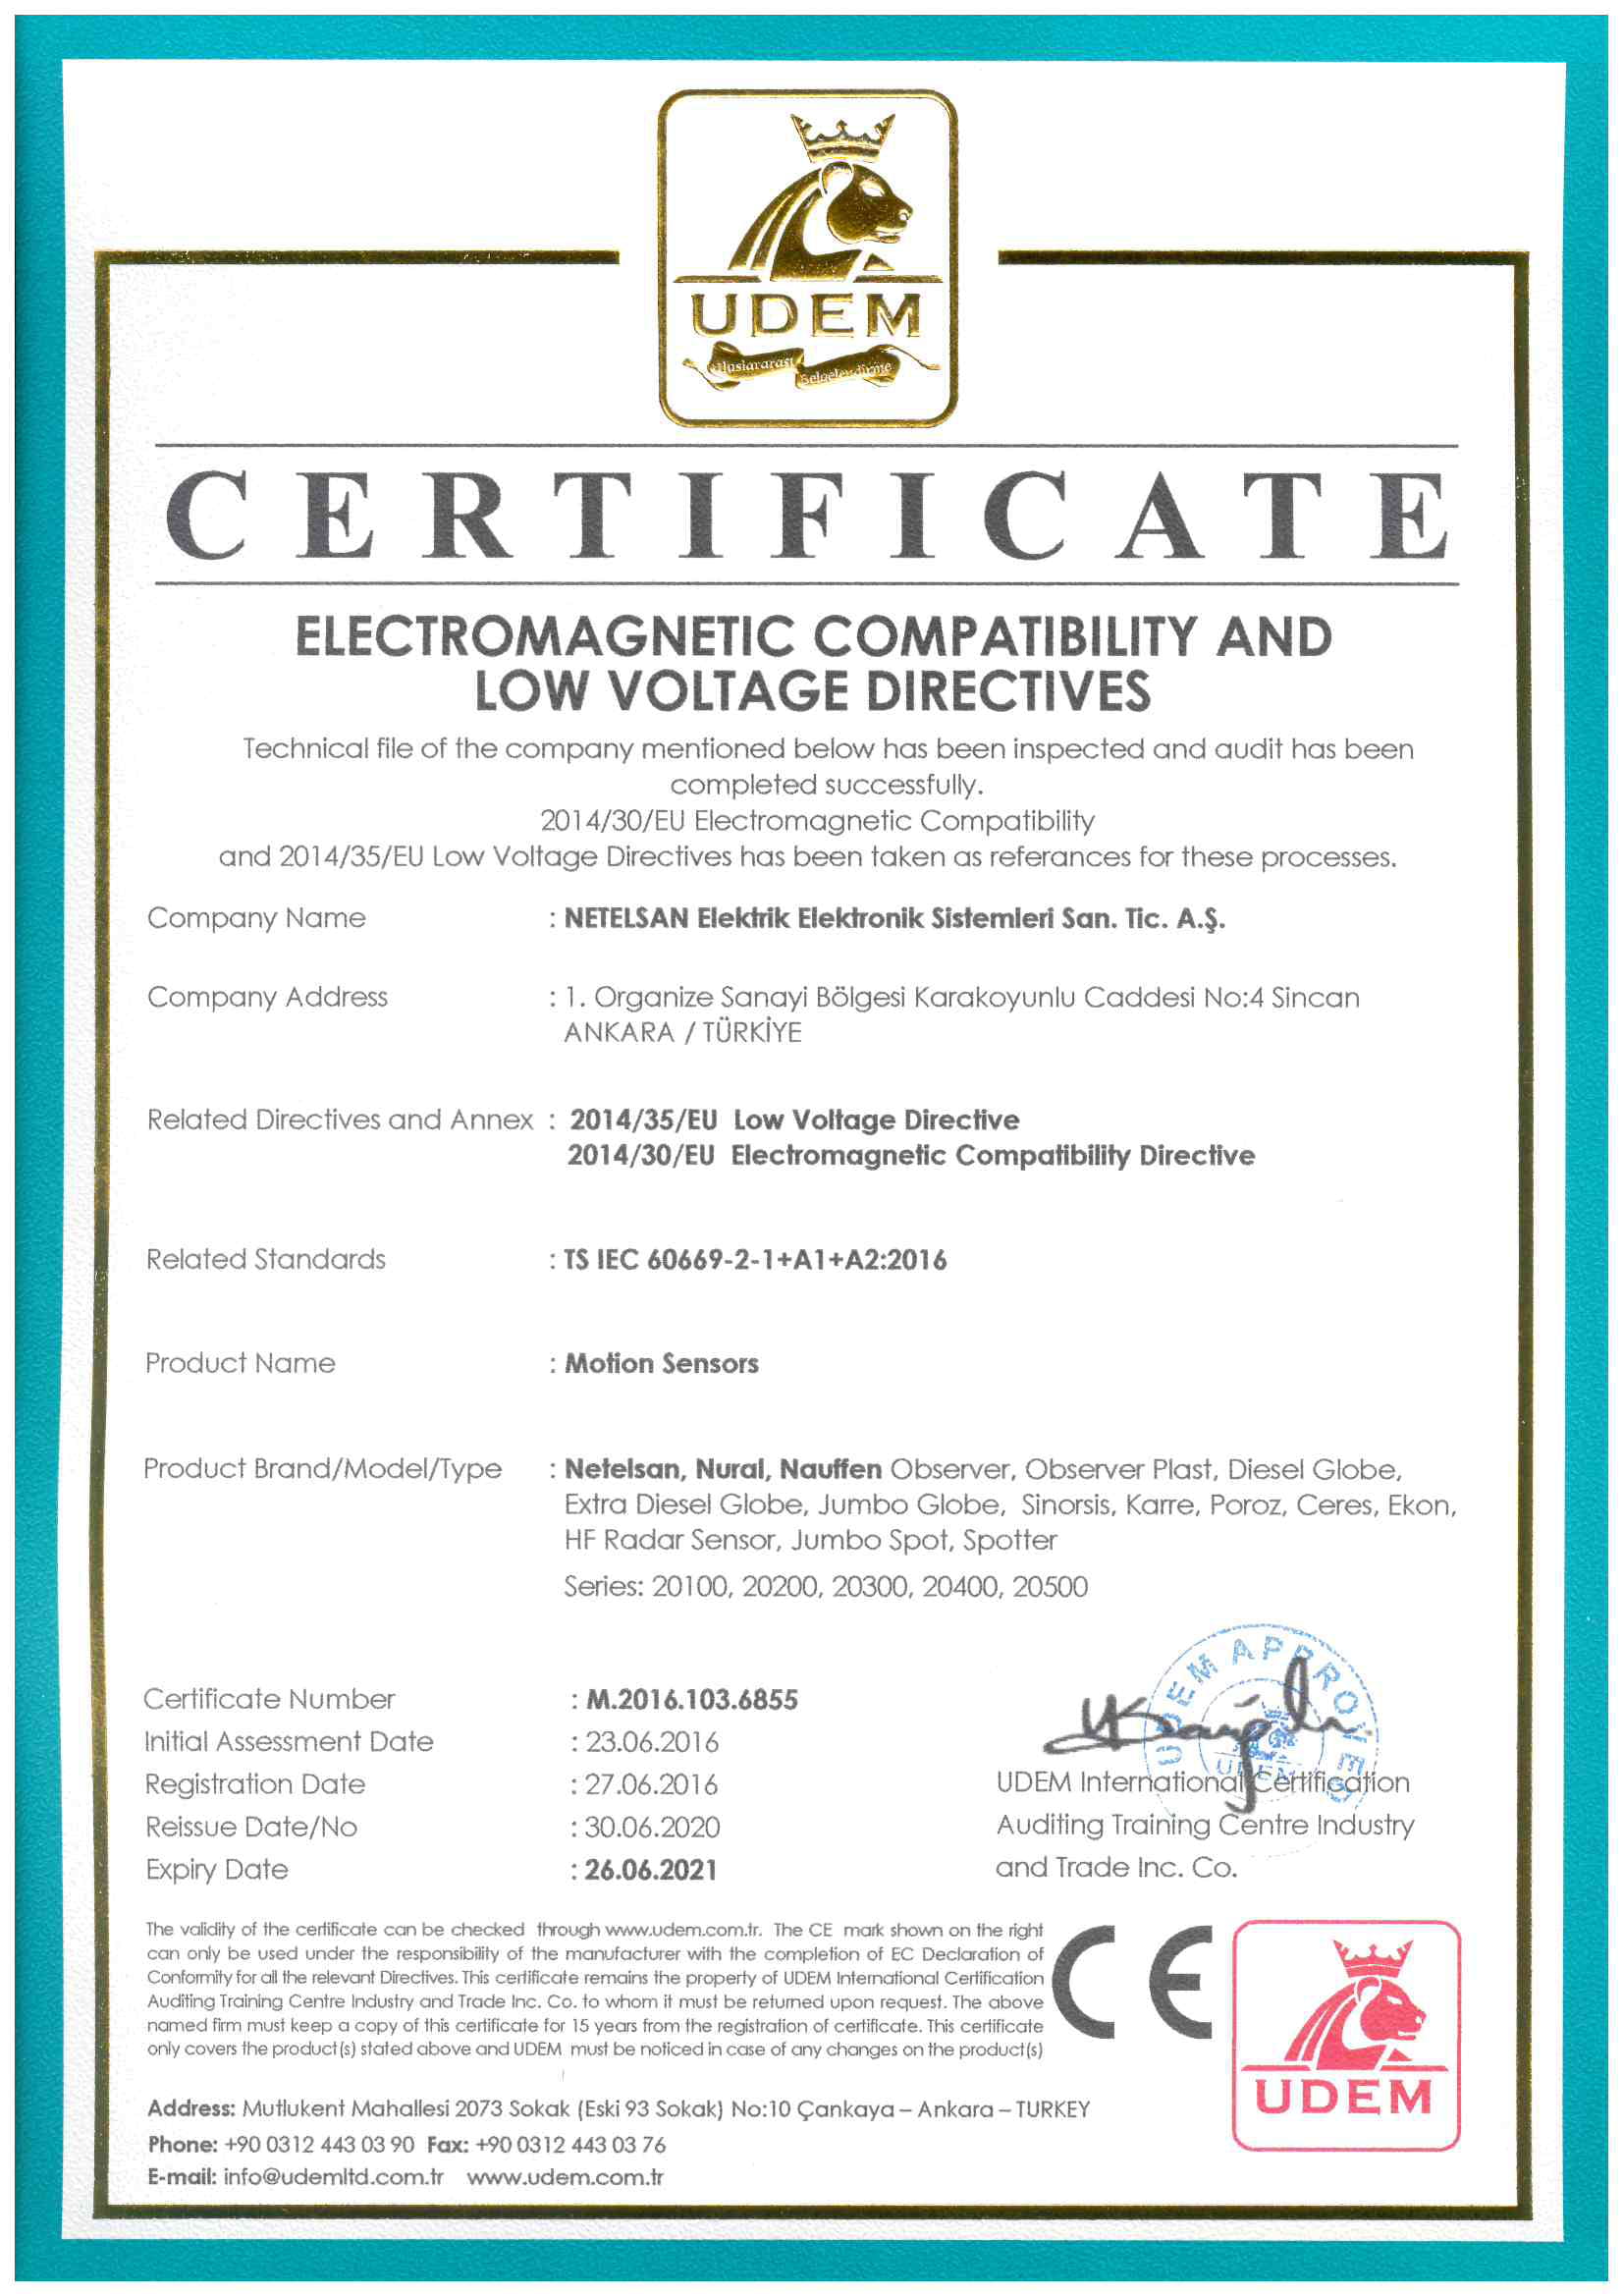 UDEM
Uluslararası
Belgelendirme
CERTIFICATE
ELECTROMAGNETIC COMPATIBILITY AND
LOW VOLTAGE DIRECTIVES
Technical file of the company mentioned below has been inspected and audit has been
completed successfully.
2014/30/EU Electromagnetic Compatibility
and 2014/35/EU Low Voltage Directives has been taken as referances for these processes.
Company Name : NETELSAN Elektrik Elektronik Sistemleri San. Tic. A.Ş.
Company Address : 1. Organize Sanayi Bölgesi Karakoyunlu Caddesi No:4 Sincan
ANKARA / TÜRKİYE
Related Directives and Annex : 2014/35/EU Low Voltage Directive
2014/30/EU Electromagnetic Compatibility Directive
Related Standards : TS IEC 60669-2-1+A1+A2:2016
Product Name : Motion Sensors
Product Brand/Model/Type : Netelsan, Nural, Nauffen Observer, Observer Plast, Diesel Globe,
Extra Diesel Globe, Jumbo Globe, Sinorsis, Karre, Poroz, Ceres, Ekon,
HF Radar Sensor, Jumbo Spot, Spotter
Series: 20100, 20200, 20300, 20400, 20500
Certificate Number : M.2016.103.6855
Initial Assessment Date : 23.06.2016
Registration Date : 27.06.2016
Reissue Date/No : 30.06.2020
Expiry Date : 26.06.2021
UDEM APPROVED
UDEM
UDEM International Certification
Auditing Training Centre Industry
and Trade Inc. Co.
The validity of the certificate can be checked through www.udem.com.tr. The CE mark shown on the right
can only be used under the responsibility of the manufacturer with the completion of EC Declaration of
Conformity for all the relevant Directives. This certificate remains the property of UDEM International Certification
Auditing Training Centre Industry and Trade Inc. Co. to whom it must be returned upon request. The above
named firm must keep a copy of this certificate for 15 years from the registration of certificate. This certificate
only covers the product(s) stated above and UDEM must be noticed in case of any changes on the product(s)
CE
UDEM
Address: Mutlukent Mahallesi 2073 Sokak (Eski 93 Sokak) No:10 Çankaya – Ankara – TURKEY
Phone: +90 0312 443 03 90 Fax: +90 0312 443 03 76
E-mail: info@udemltd.com.tr www.udem.com.tr